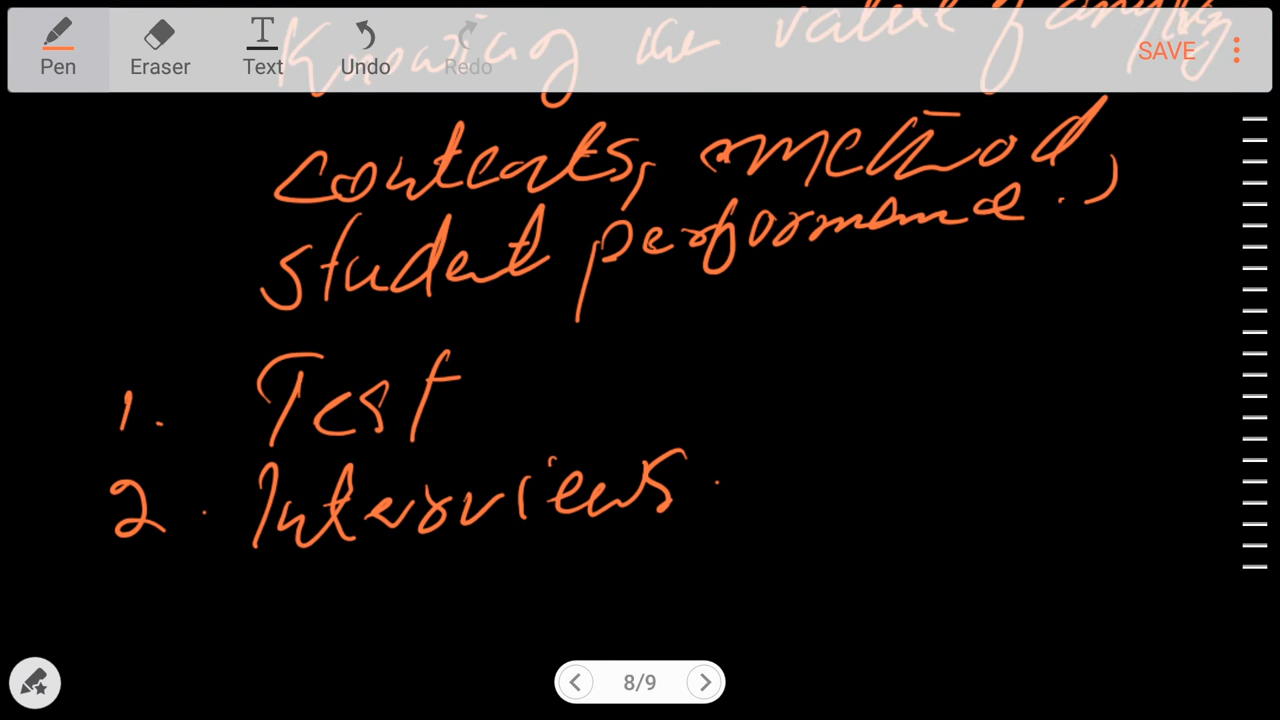 Pen Eraser Text Undo Redo SAVE
Knowing the value of anything
contents, method,
student performance.)
1. Test
2. Interviews.
8/9